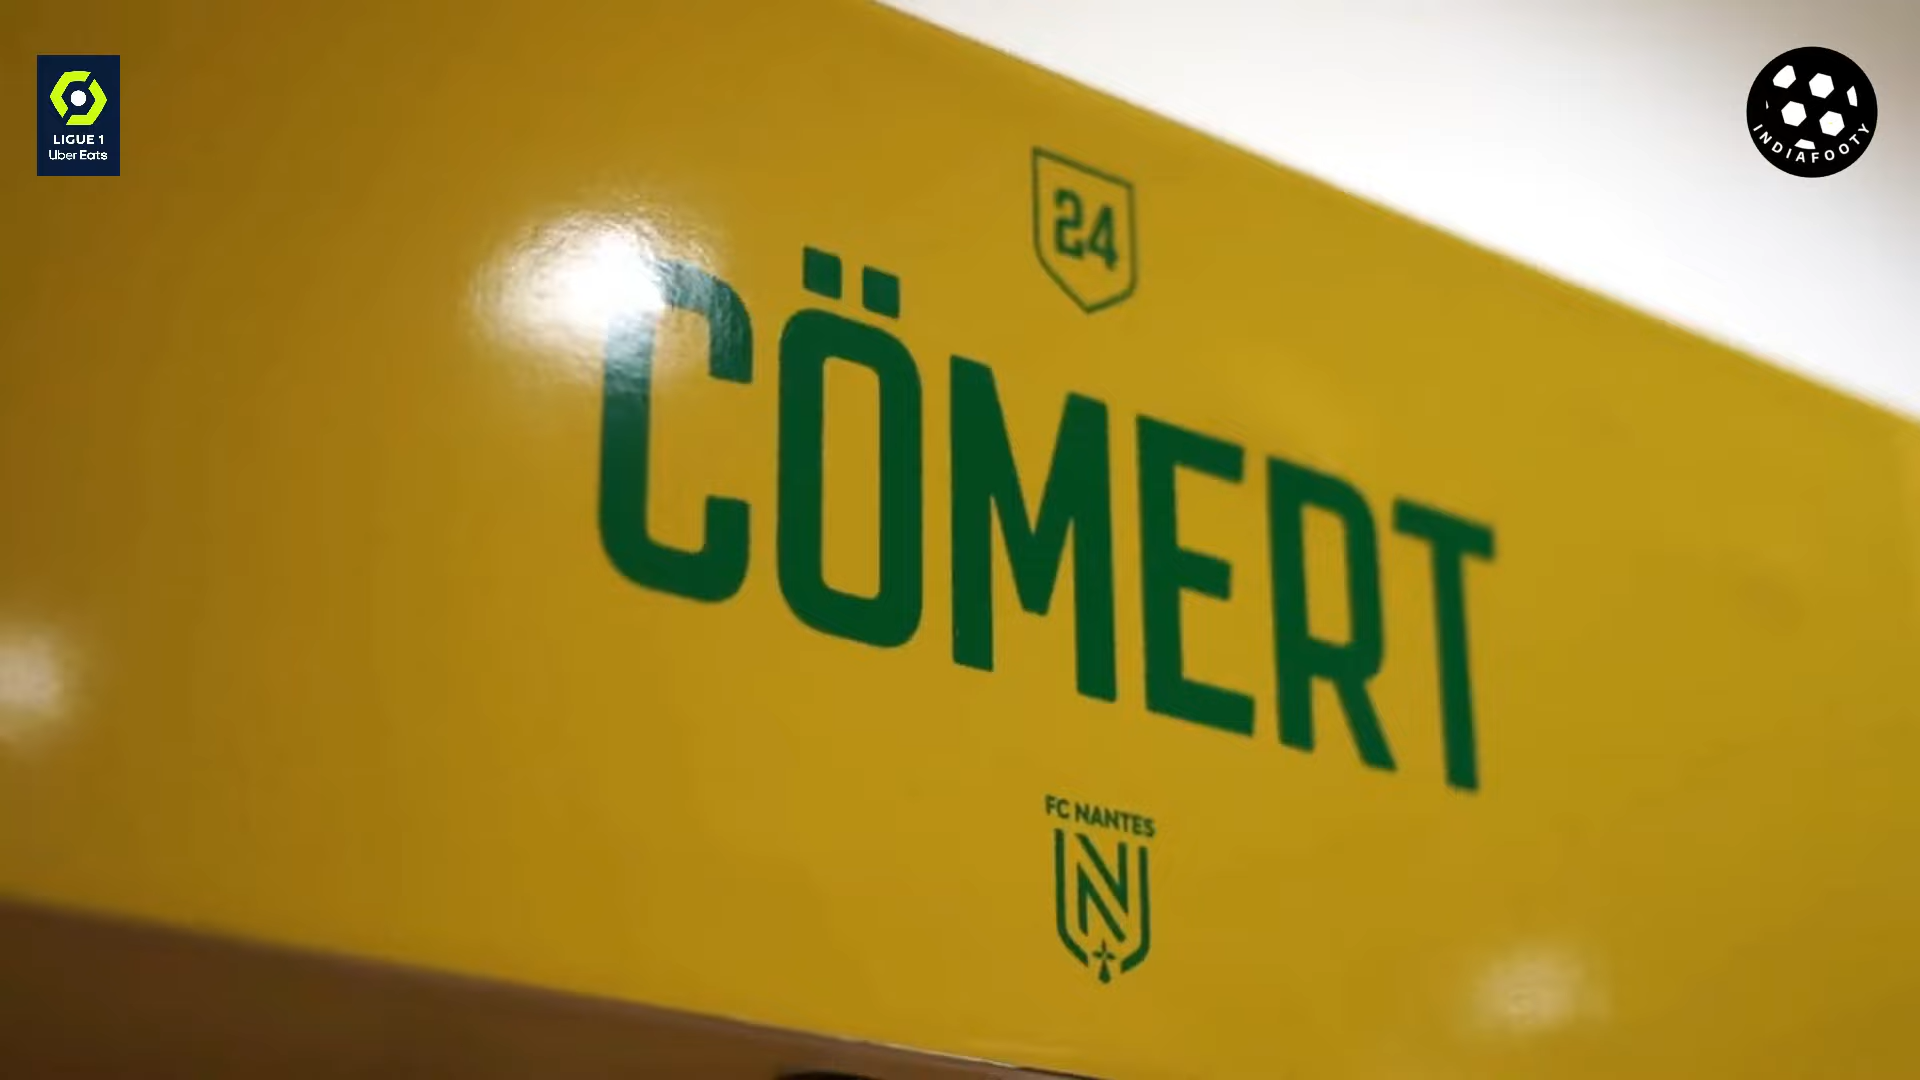 LIGUE 1
Uber Eats
INDIAFOOTY
24
CÖMERT
FC NANTES
N